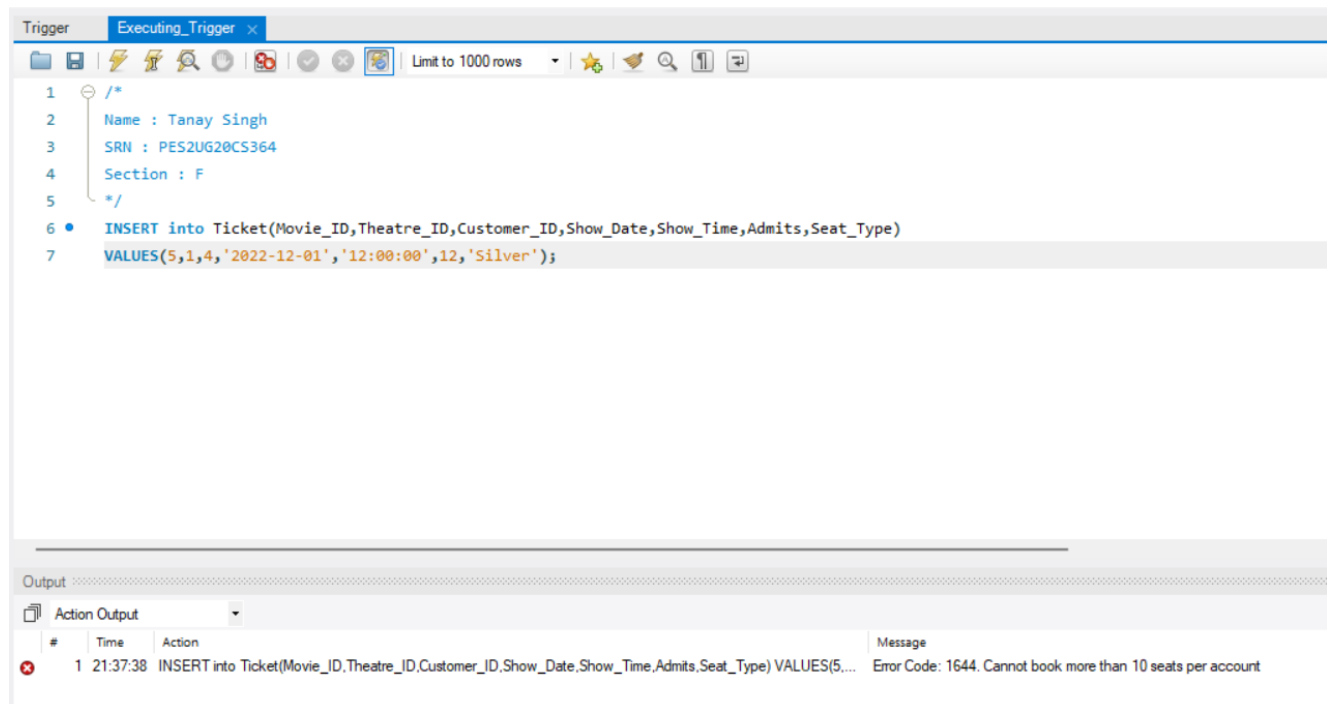 Trigger
Executing_Trigger
Limit to 1000 rows
1 /*
2 Name : Tanay Singh
3 SRN : PES2UG20CS364
4 Section : F
5 */
6 INSERT into Ticket(Movie_ID,Theatre_ID,Customer_ID,Show_Date,Show_Time,Admits,Seat_Type)
7 VALUES(5,1,4,'2022-12-01','12:00:00',12,'Silver');
Output
Action Output
# Time Action Message
1 21:37:38 INSERT into Ticket(Movie_ID,Theatre_ID,Customer_ID,Show_Date,Show_Time,Admits,Seat_Type) VALUES(5,... Error Code: 1644. Cannot book more than 10 seats per account